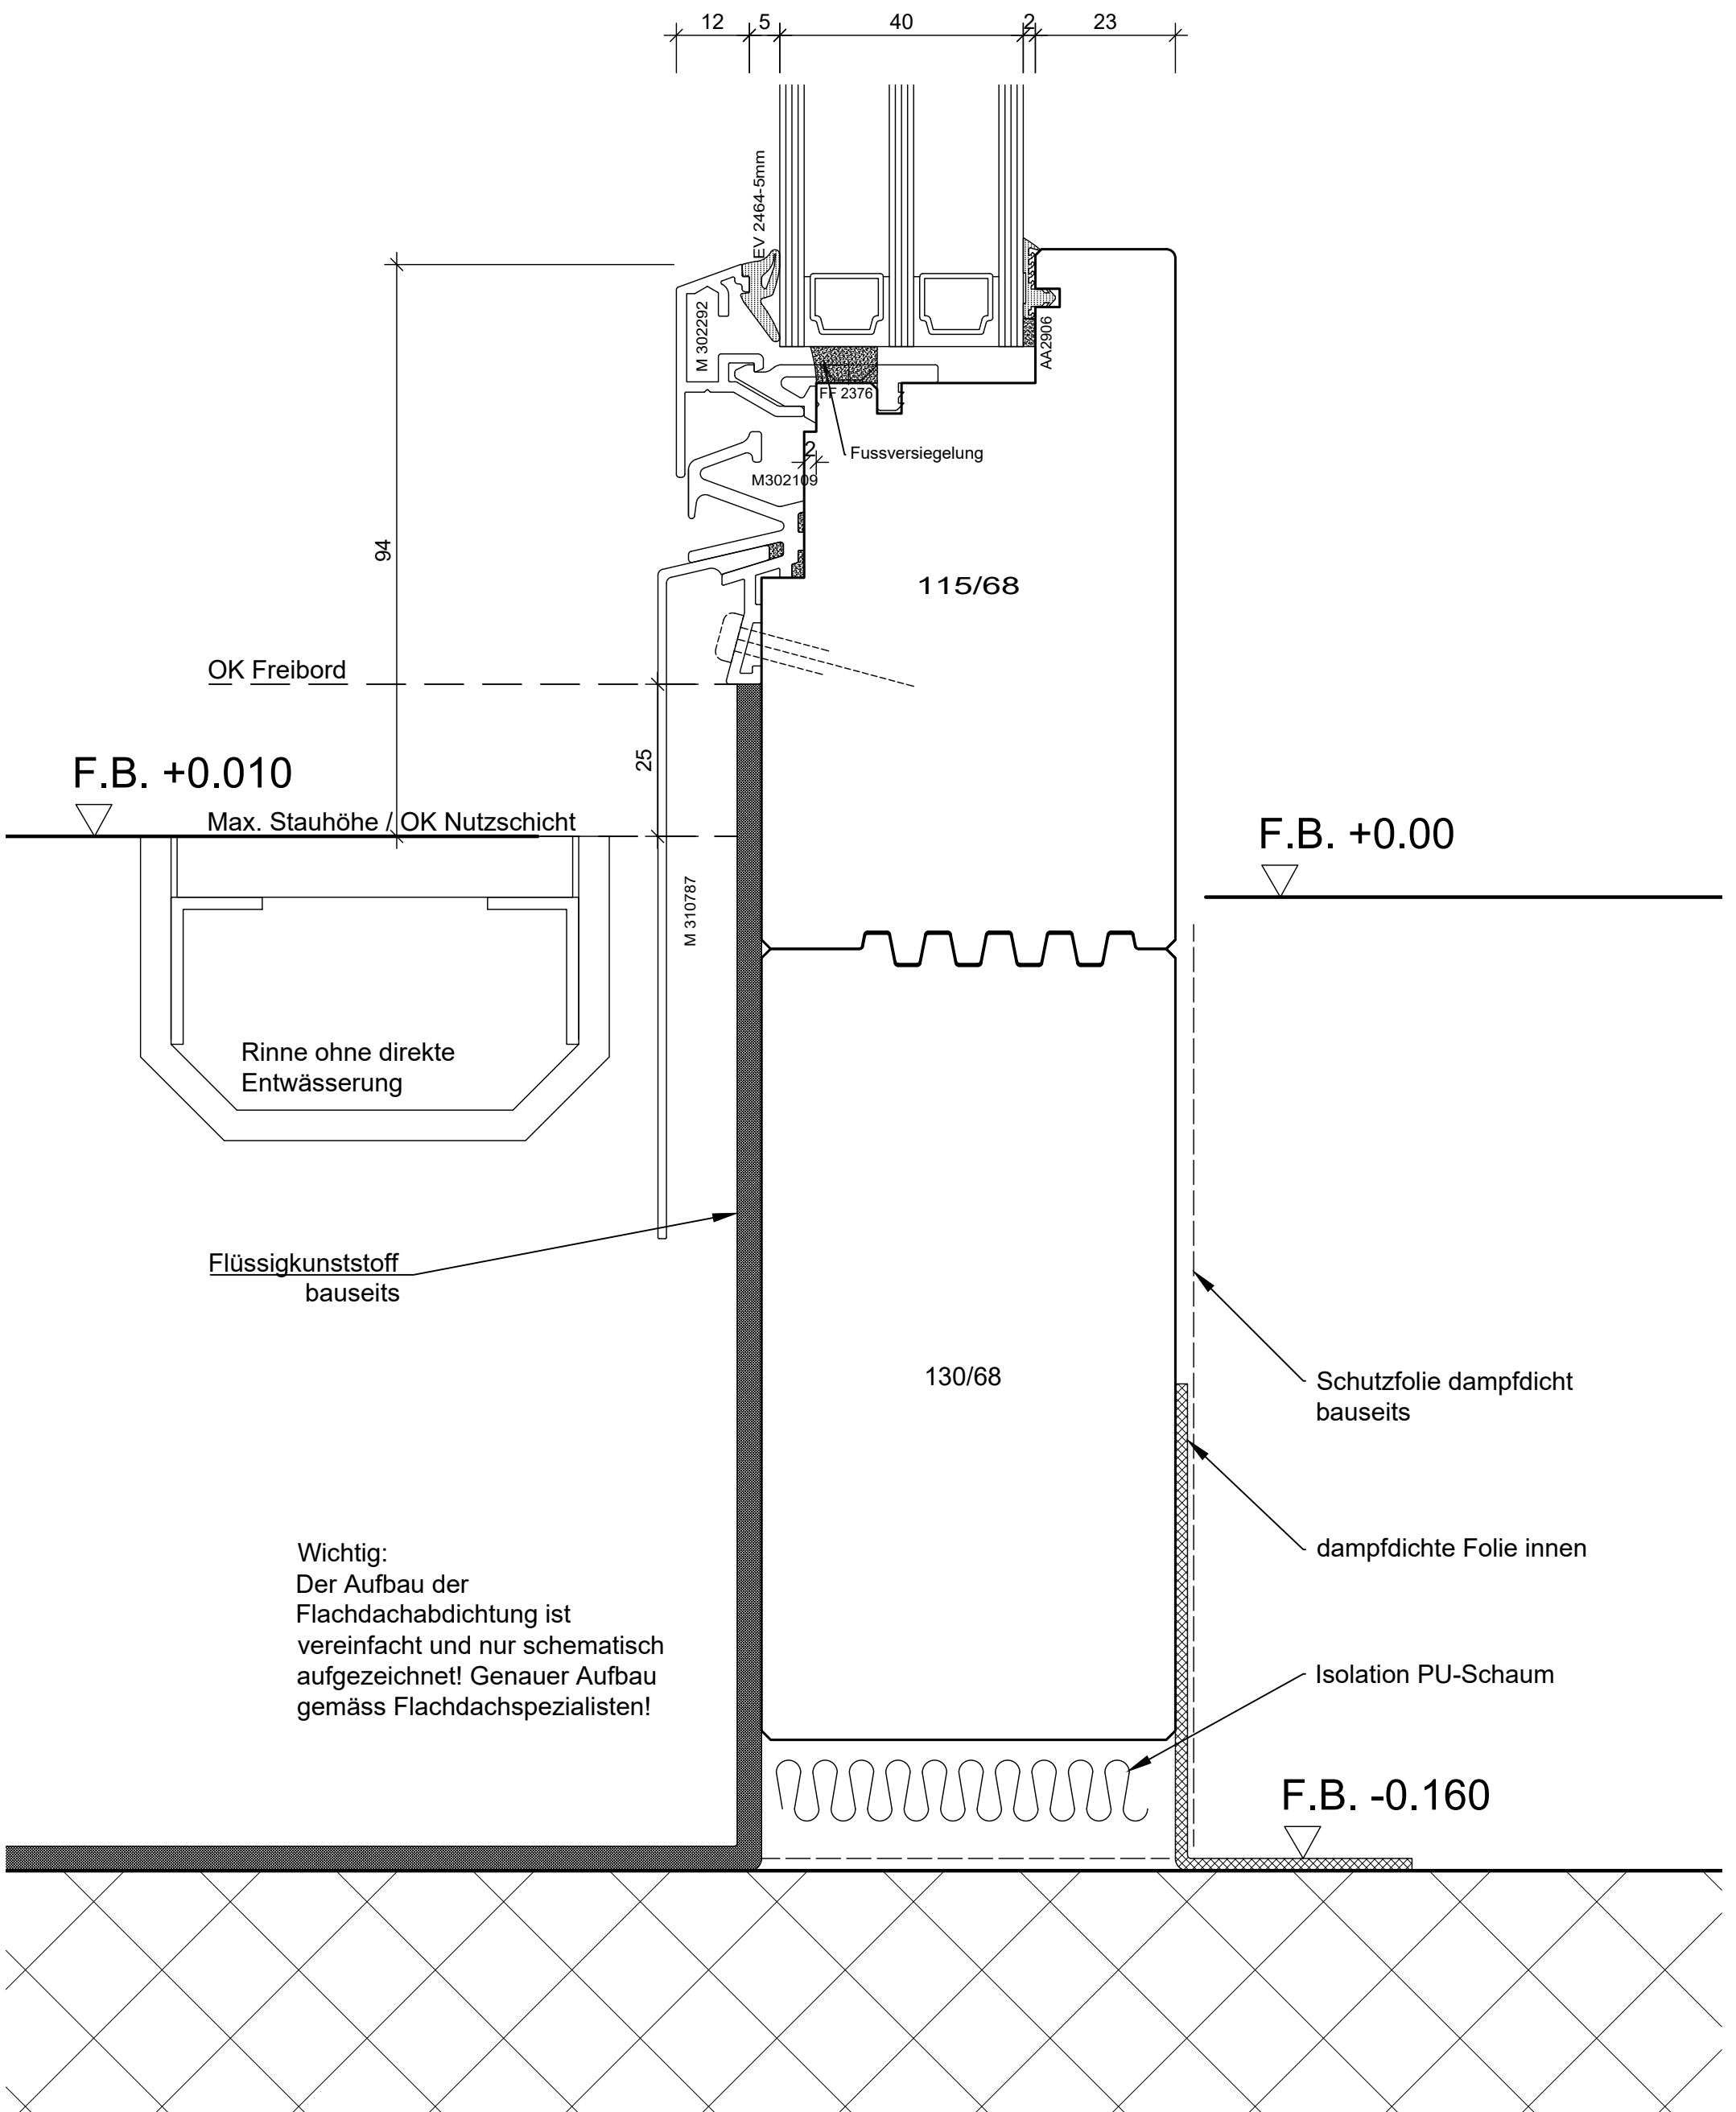 12 5 40 2 23
EV 2464-5mm
M 302292
AA2906
FF 2376
Fussversiegelung
2
M302109
94
115/68
OK Freibord
25
F.B. +0.010
Max. Stauhöhe / OK Nutzschicht
F.B. +0.00
M 310787
Rinne ohne direkte
Entwässerung
Flüssigkunststoff
bauseits
130/68
Schutzfolie dampfdicht
bauseits
dampfdichte Folie innen
Wichtig:
Der Aufbau der
Flachdachabdichtung ist
vereinfacht und nur schematisch
aufgezeichnet! Genauer Aufbau
gemäss Flachdachspezialisten!
Isolation PU-Schaum
F.B. -0.160